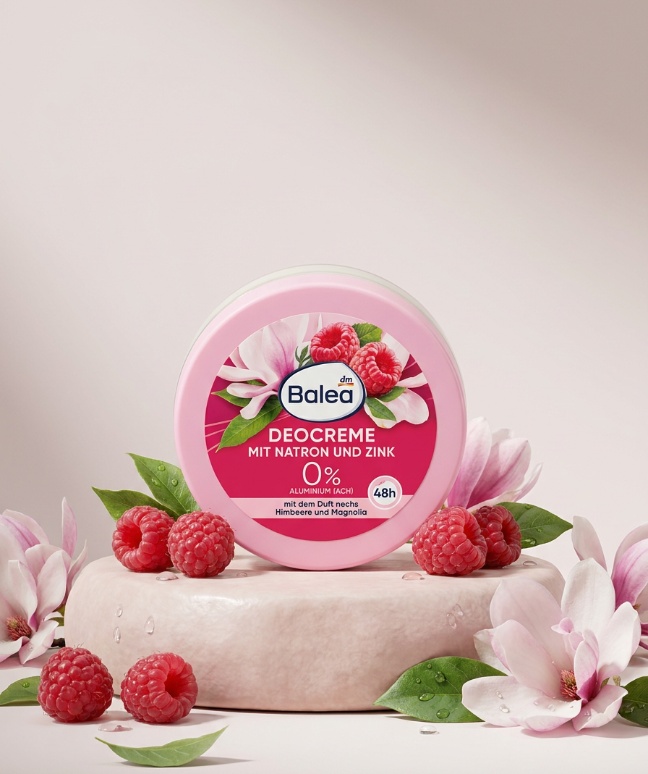 dm
Balea
DEOCREME
MIT NATRON UND ZINK
0%
ALUMINIUM (ACH)
48h
mit dem Duft nechs
Himbeere und Magnolia